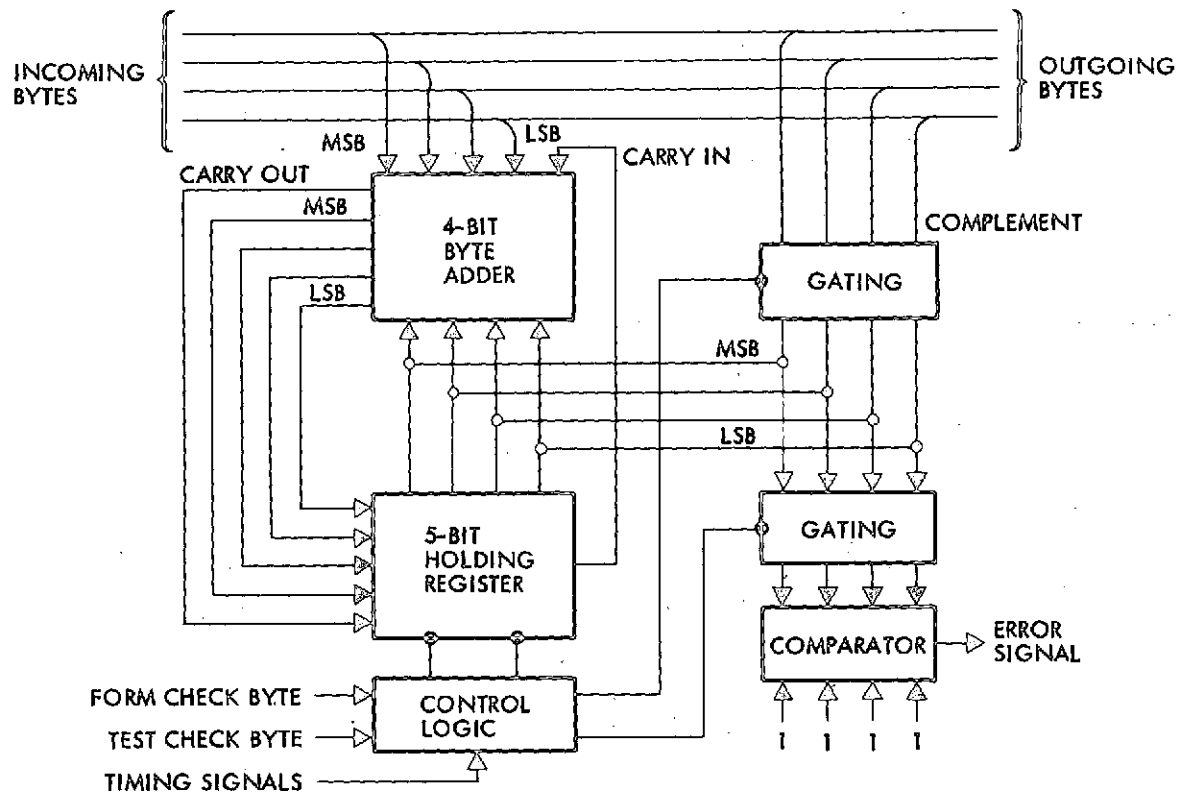 INCOMING
BYTES
OUTGOING
BYTES
MSB
LSB
CARRY IN
CARRY OUT
MSB
LSB
4-BIT
BYTE
ADDER
COMPLEMENT
GATING
MSB
LSB
5-BIT
HOLDING
REGISTER
GATING
COMPARATOR
ERROR
SIGNAL
FORM CHECK BYTE
TEST CHECK BYTE
TIMING SIGNALS
CONTROL
LOGIC
1 1 1 1